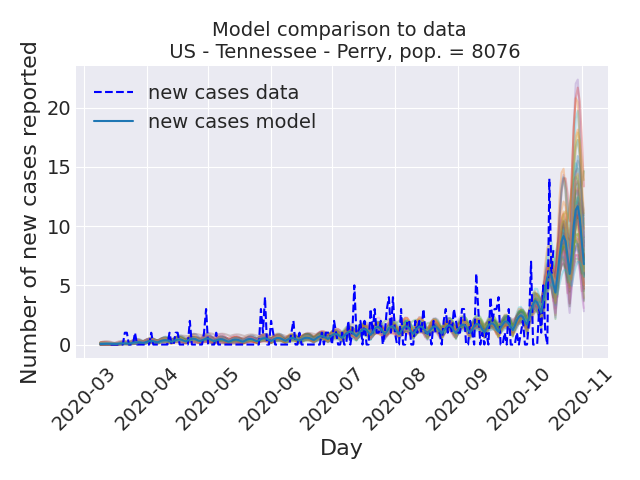 Model comparison to data
US - Tennessee - Perry, pop. = 8076
Number of new cases reported
20
15
10
5
0
new cases data
new cases model
2020-03
2020-04
2020-05
2020-06
2020-07
2020-08
2020-09
2020-10
2020-11
Day